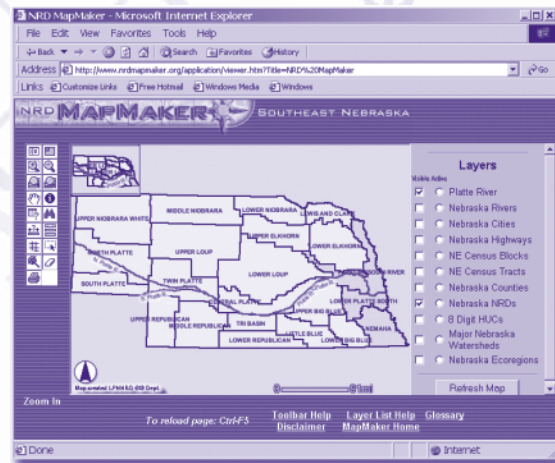 NRD MapMaker - Microsoft Internet Explorer
File Edit View Favorites Tools Help
Back Search Favorites History
Address http://www.nrdmapmaker.org/application/viewer.htm?Title=NRD%20MapMaker Go
Links Customize Links Free Hotmail Windows Media Windows
NRD MAPMAKER SOUTHEAST NEBRASKA
Layers
Visible Active
Platte River
Nebraska Rivers
Nebraska Cities
Nebraska Highways
NE Census Blocks
NE Census Tracts
Nebraska Counties
Nebraska NRDs
8 Digit HUCs
Major Nebraska
Watersheds
Nebraska Ecoregions
Refresh Map
UPPER NIOBRARA WHITE
MIDDLE NIOBRARA
LOWER NIOBRARA
LEWIS AND CLARK
UPPER ELKHORN
LOWER ELKHORN
NORTH PLATTE
UPPER LOUP
LOWER LOUP
SOUTH PLATTE
TWIN PLATTE
CENTRAL PLATTE
LOWER PLATTE SOUTH
UPPER BIG BLUE
NEMAHA
UPPER REPUBLICAN
MIDDLE REPUBLICAN
TRI BASIN
LITTLE BLUE
LOWER REPUBLICAN
LOWER BIG BLUE
Zoom In
To reload page: Ctrl-F5
Toolbar Help Layer List Help Glossary
Disclaimer MapMaker Home
Done Internet